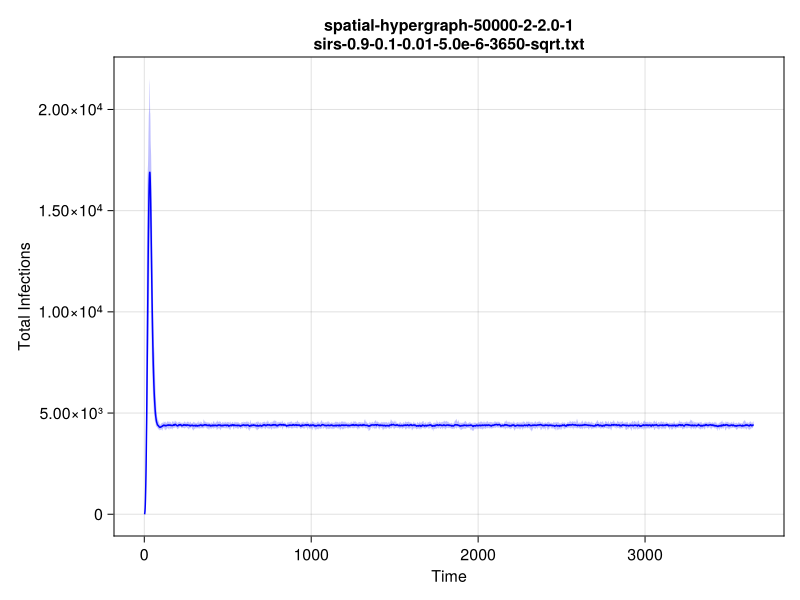 spatial-hypergraph-50000-2-2.0-1
sirs-0.9-0.1-0.01-5.0e-6-3650-sqrt.txt
Total Infections
2.00×10⁴
1.50×10⁴
1.00×10⁴
5.00×10³
0
0
1000
2000
3000
Time